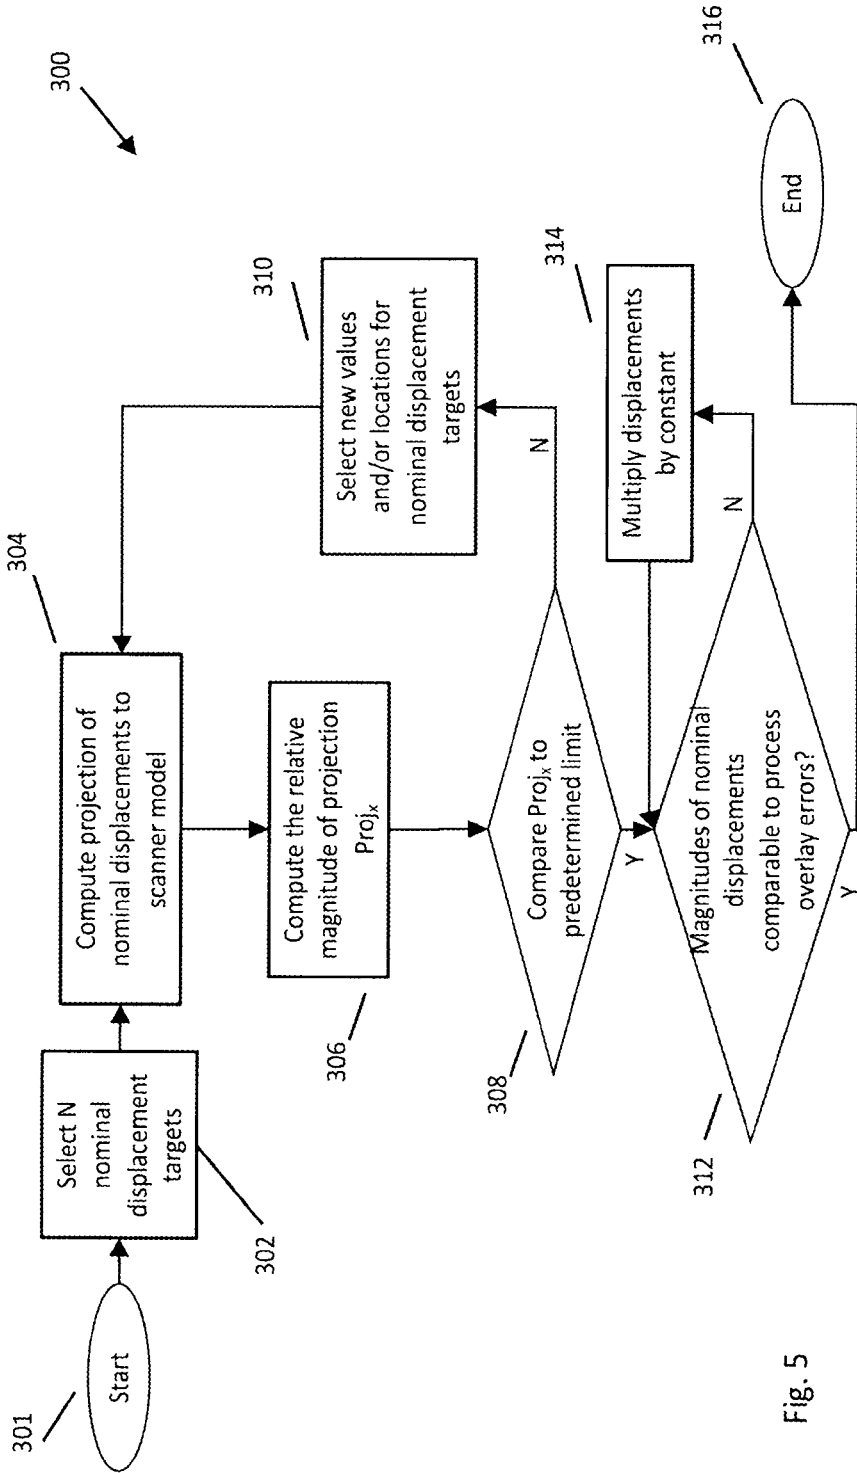 300
301
Start
302
Select N
nominal
displacement
targets
304
Compute projection of
nominal displacements to
scanner model
306
Compute the relative
magnitude of projection
Projₓ
308
Compare Projₓ to
predetermined limit
N
Y
310
Select new values
and/or locations for
nominal displacement
targets
312
Magnitudes of nominal
displacements
comparable to process
overlay errors?
N
Y
314
Multiply displacements
by constant
316
End
Fig. 5